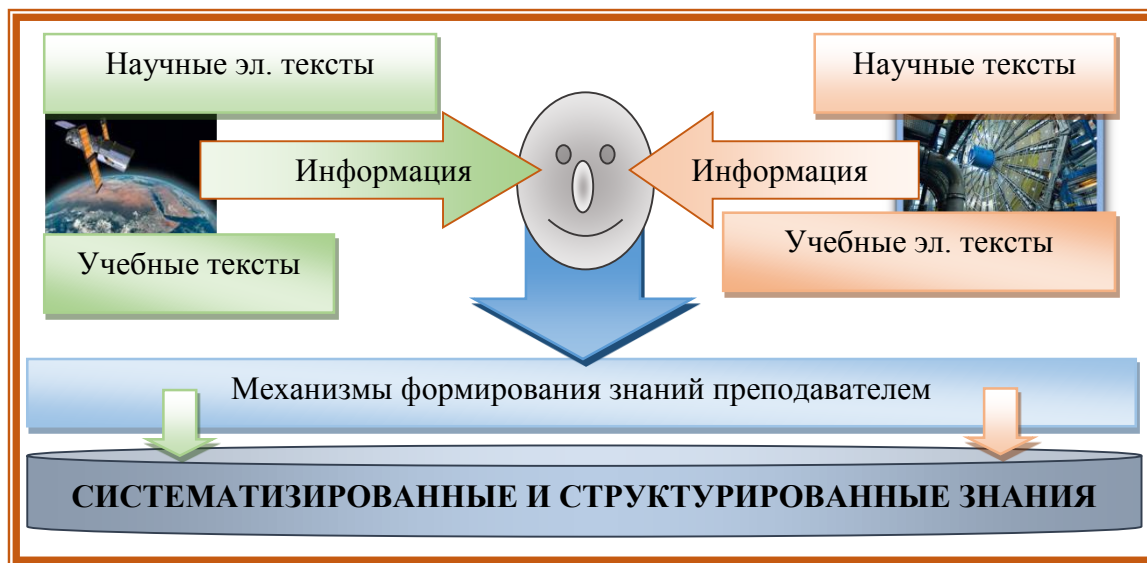 Научные эл. тексты
Научные тексты
Информация
Информация
Учебные тексты
Учебные эл. тексты
Механизмы формирования знаний преподавателем
СИСТЕМАТИЗИРОВАННЫЕ И СТРУКТУРИРОВАННЫЕ ЗНАНИЯ